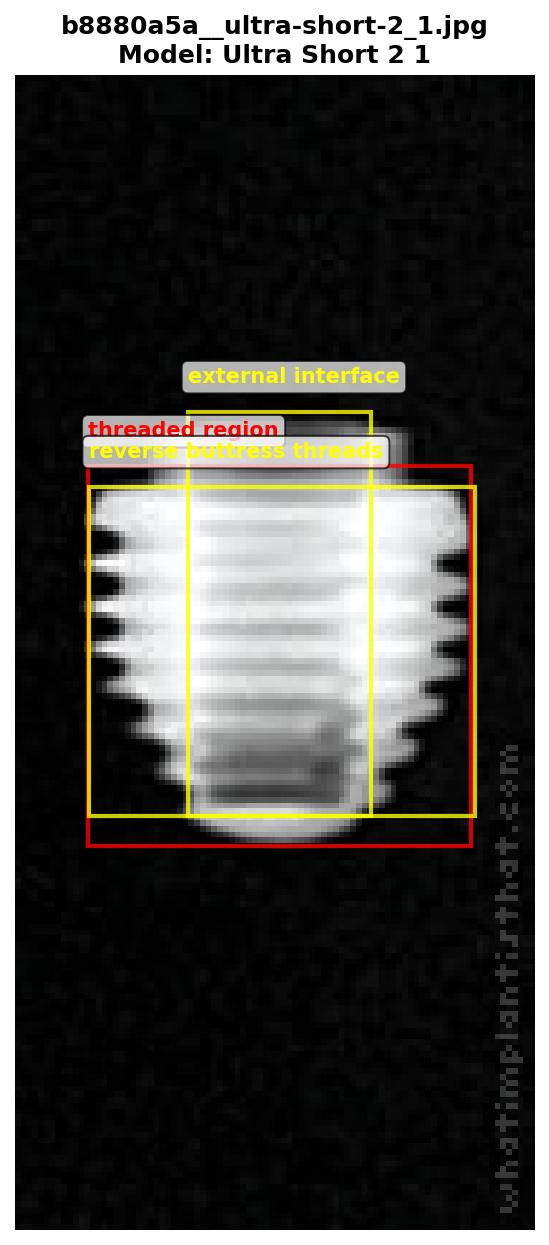 b8880a5a__ultra-short-2_1.jpg
Model: Ultra Short 2 1
external interface
threaded region
reverse buttress threads
whatimplantisthat.com